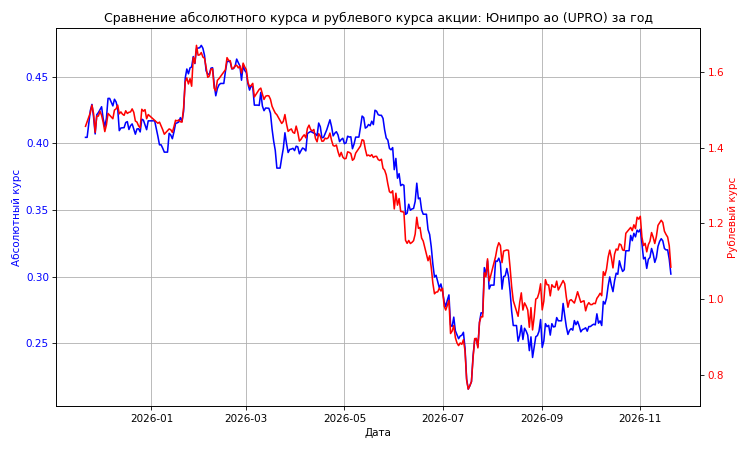 Сравнение абсолютного курса и рублевого курса акции: Юнипро ао (UPRO) за год
Абсолютный курс
0.45
0.40
0.35
0.30
0.25
1.6
1.4
1.2
1.0
0.8
Рублевый курс
2026-01 2026-03 2026-05 2026-07 2026-09 2026-11
Дата